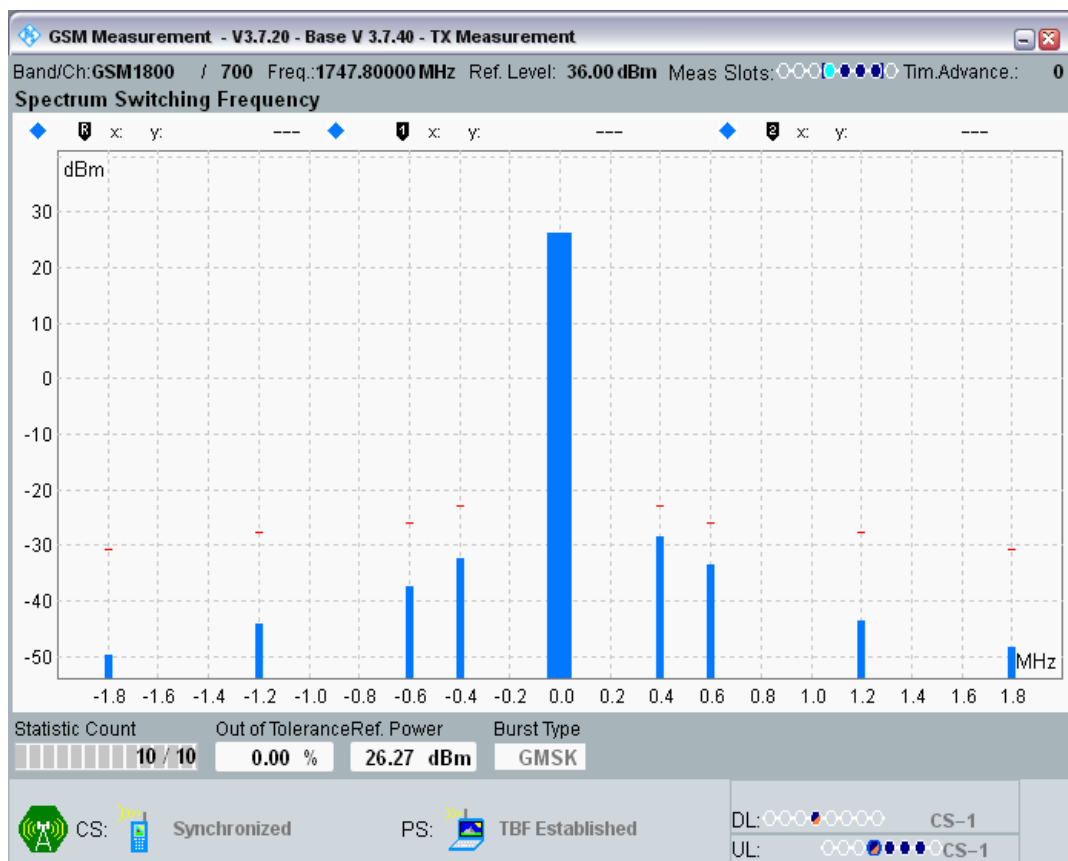 GSM Measurement - V3.7.20 - Base V 3.7.40 - TX Measurement
Band/Ch:GSM1800 / 700 Freq.:1747.80000 MHz Ref. Level: 36.00 dBm Meas Slots: Tim.Advance.: 0
Spectrum Switching Frequency
R x: y: --- 1 x: y: --- 2 x: y: ---
dBm
30
20
10
0
-10
-20
-30
-40
-50
MHz
-1.8 -1.6 -1.4 -1.2 -1.0 -0.8 -0.6 -0.4 -0.2 0.0 0.2 0.4 0.6 0.8 1.0 1.2 1.4 1.6 1.8
Statistic Count Out of Tolerance Ref. Power Burst Type
10 / 10 0.00 % 26.27 dBm GMSK
CS: Synchronized PS: TBF Established
DL: CS-1
UL: CS-1